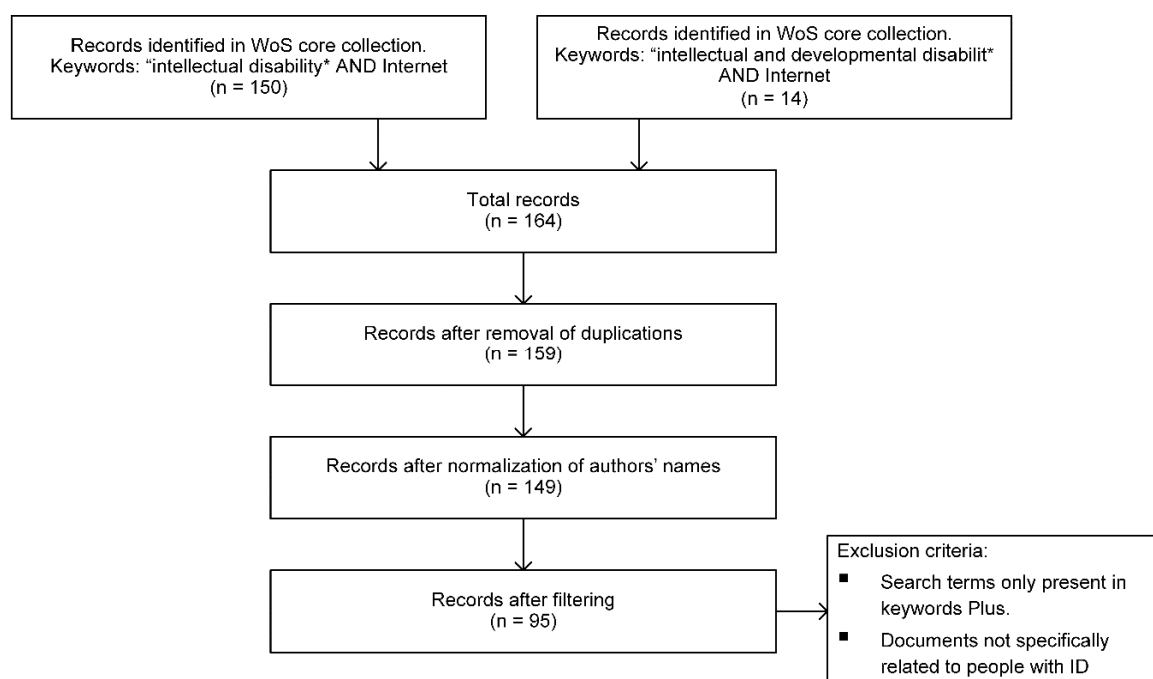 Records identified in WoS core collection.
Keywords: “intellectual disability* AND Internet
(n = 150)
Records identified in WoS core collection.
Keywords: “intellectual and developmental disabilit*
AND Internet
(n = 14)
Total records
(n = 164)
Records after removal of duplications
(n = 159)
Records after normalization of authors’ names
(n = 149)
Records after filtering
(n = 95)
Exclusion criteria:
▪ Search terms only present in
keywords Plus.
▪ Documents not specifically
related to people with ID